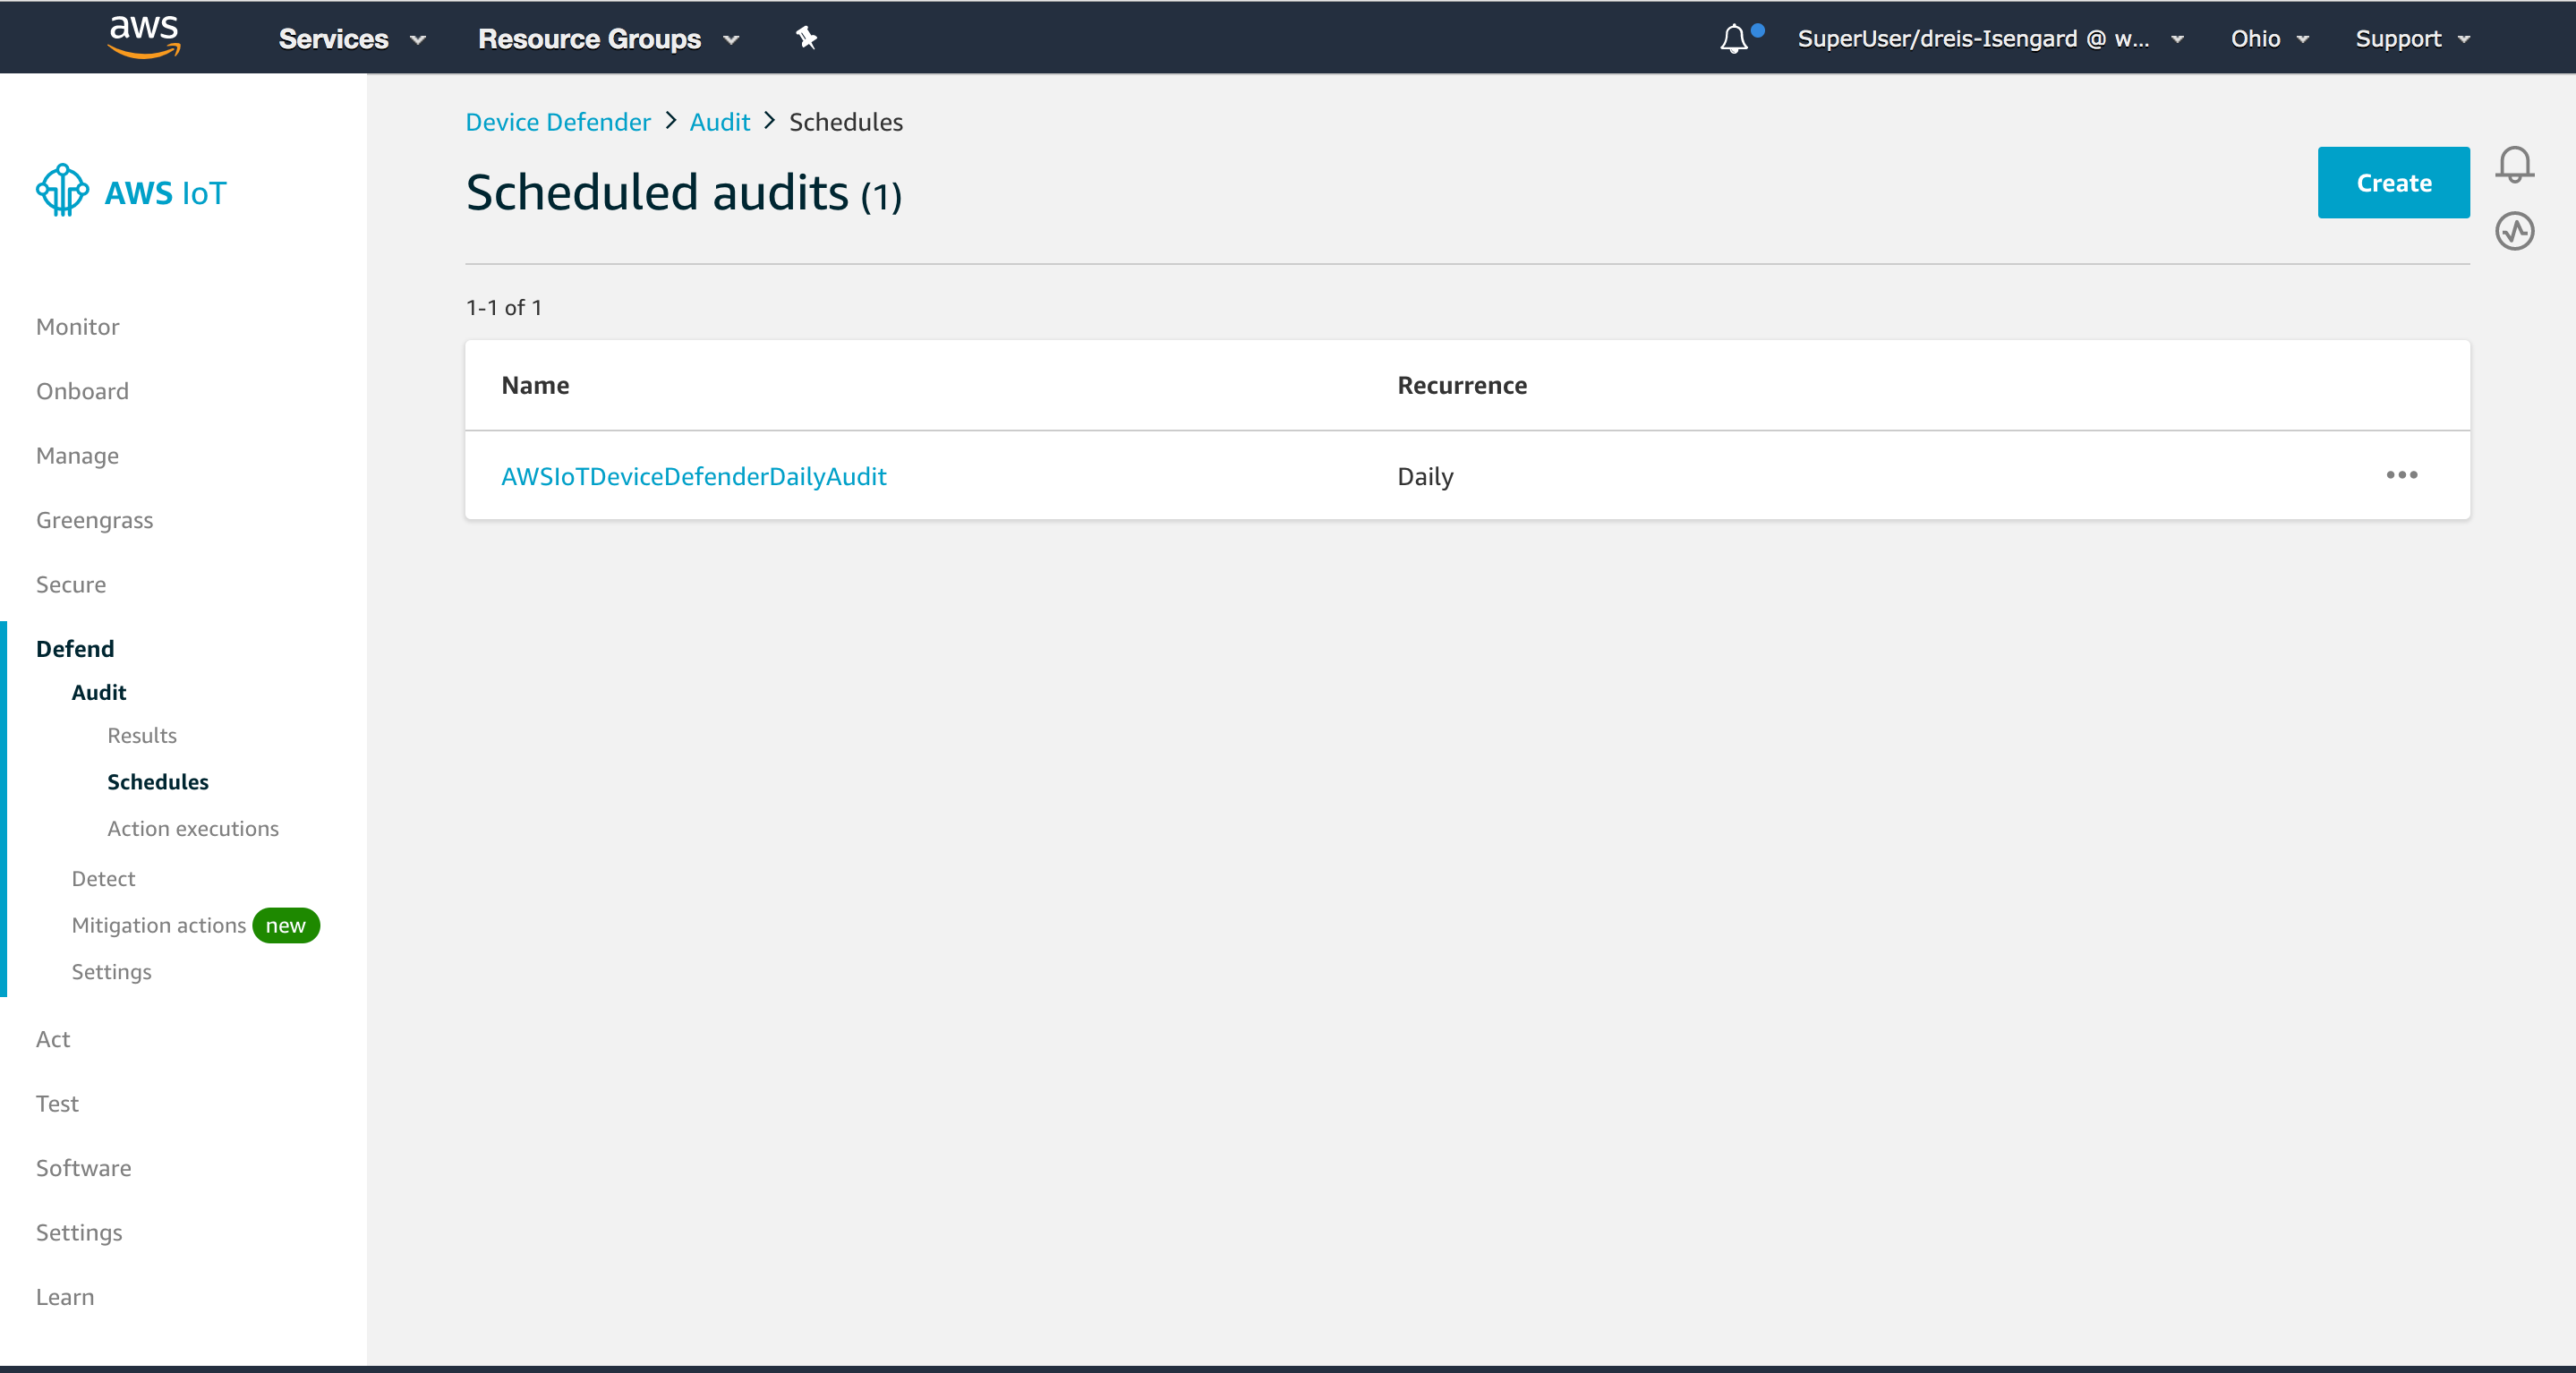 aws
Services
Resource Groups
SuperUser/dreis-Isengard @ w...
Ohio
Support
AWS IoT
Monitor
Onboard
Manage
Greengrass
Secure
Defend
Audit
Results
Schedules
Action executions
Detect
Mitigation actions new
Settings
Act
Test
Software
Settings
Learn
Device Defender > Audit > Schedules
Scheduled audits (1)
Create
1-1 of 1
Name Recurrence
AWSIoTDeviceDefenderDailyAudit Daily